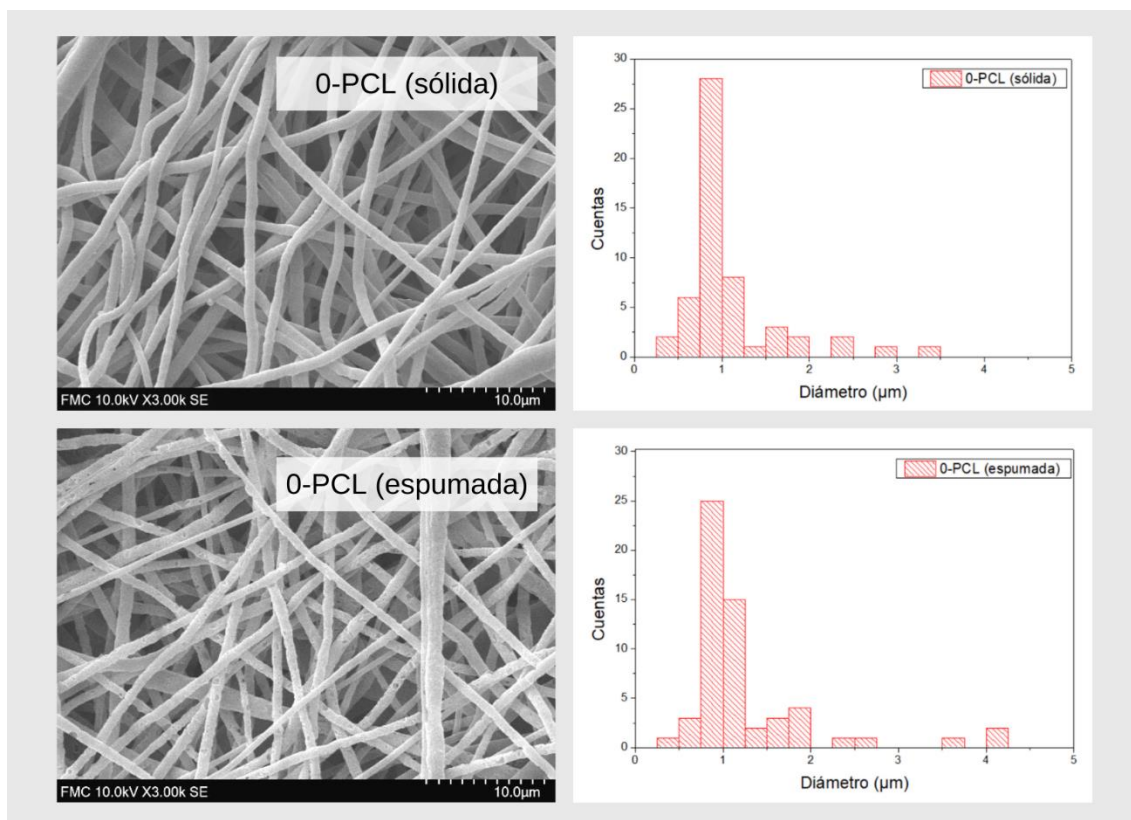 0-PCL (sólida)
FMC 10.0kV X3.00k SE
10.0µm
30
25
20
15
10
5
0
Cuentas
0-PCL (sólida)
0 1 2 3 4 5
Diámetro (µm)
0-PCL (espumada)
FMC 10.0kV X3.00k SE
10.0µm
30
25
20
15
10
5
0
Cuentas
0-PCL (espumada)
0 1 2 3 4 5
Diámetro (µm)